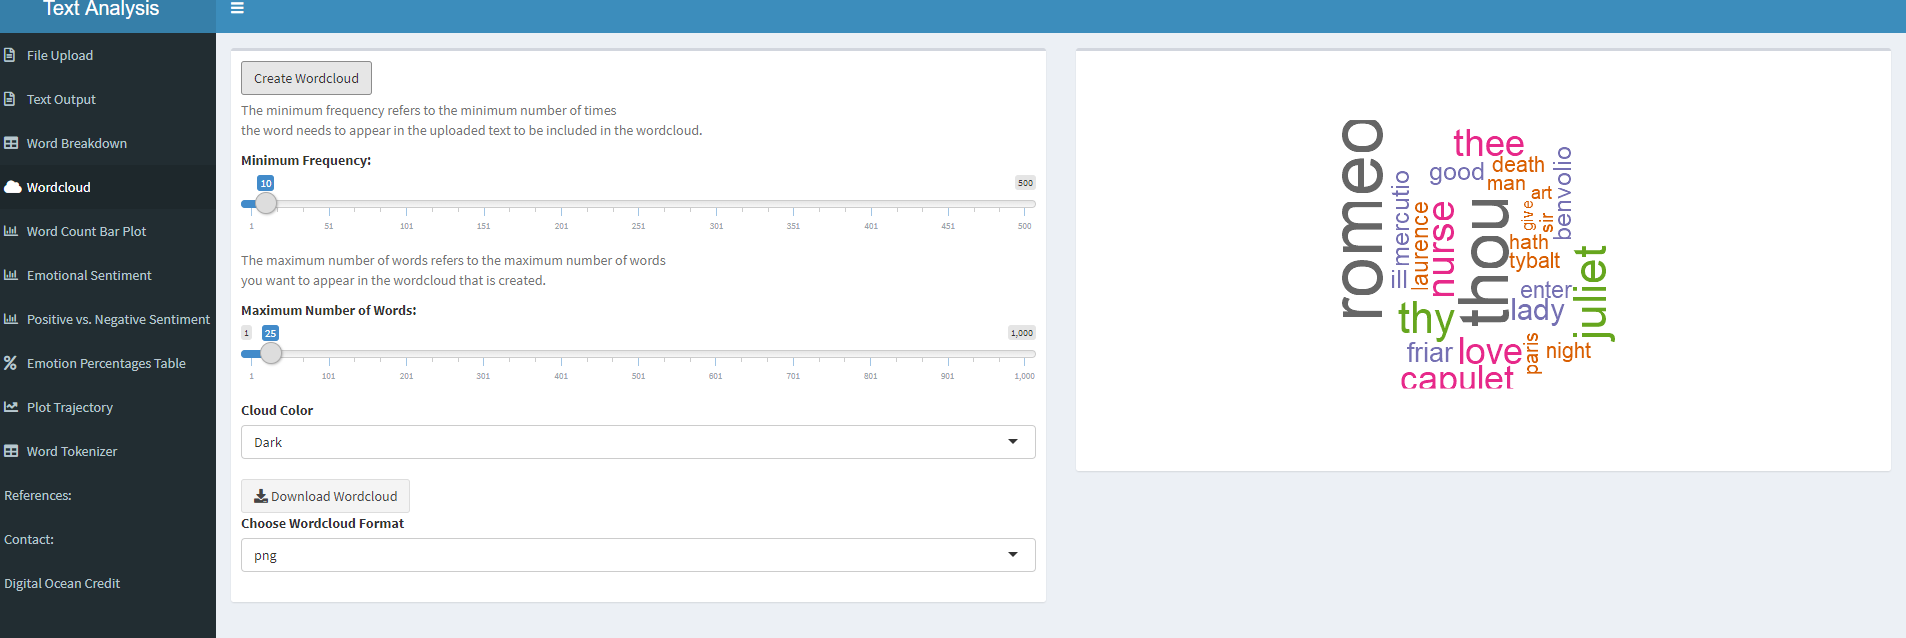 Text Analysis
File Upload
Text Output
Word Breakdown
Wordcloud
Word Count Bar Plot
Emotional Sentiment
Positive vs. Negative Sentiment
Emotion Percentages Table
Plot Trajectory
Word Tokenizer
References:
Contact:
Digital Ocean Credit
Create Wordcloud
The minimum frequency refers to the minimum number of times
the word needs to appear in the uploaded text to be included in the wordcloud.
Minimum Frequency:
10 500
1 51 101 151 201 251 301 351 401 451 500
The maximum number of words refers to the maximum number of words
you want to appear in the wordcloud that is created.
Maximum Number of Words:
1 25 1,000
1 101 201 301 401 501 601 701 801 901 1,000
Cloud Color
Dark
Download Wordcloud
Choose Wordcloud Format
png
romeo
thee
death
good
man
art
benvolio
mercutio
laurence
nurse
thou
give
sir
hath
tybalt
ill
enter
lady
juliet
thy
friar
love
paris
night
capulet